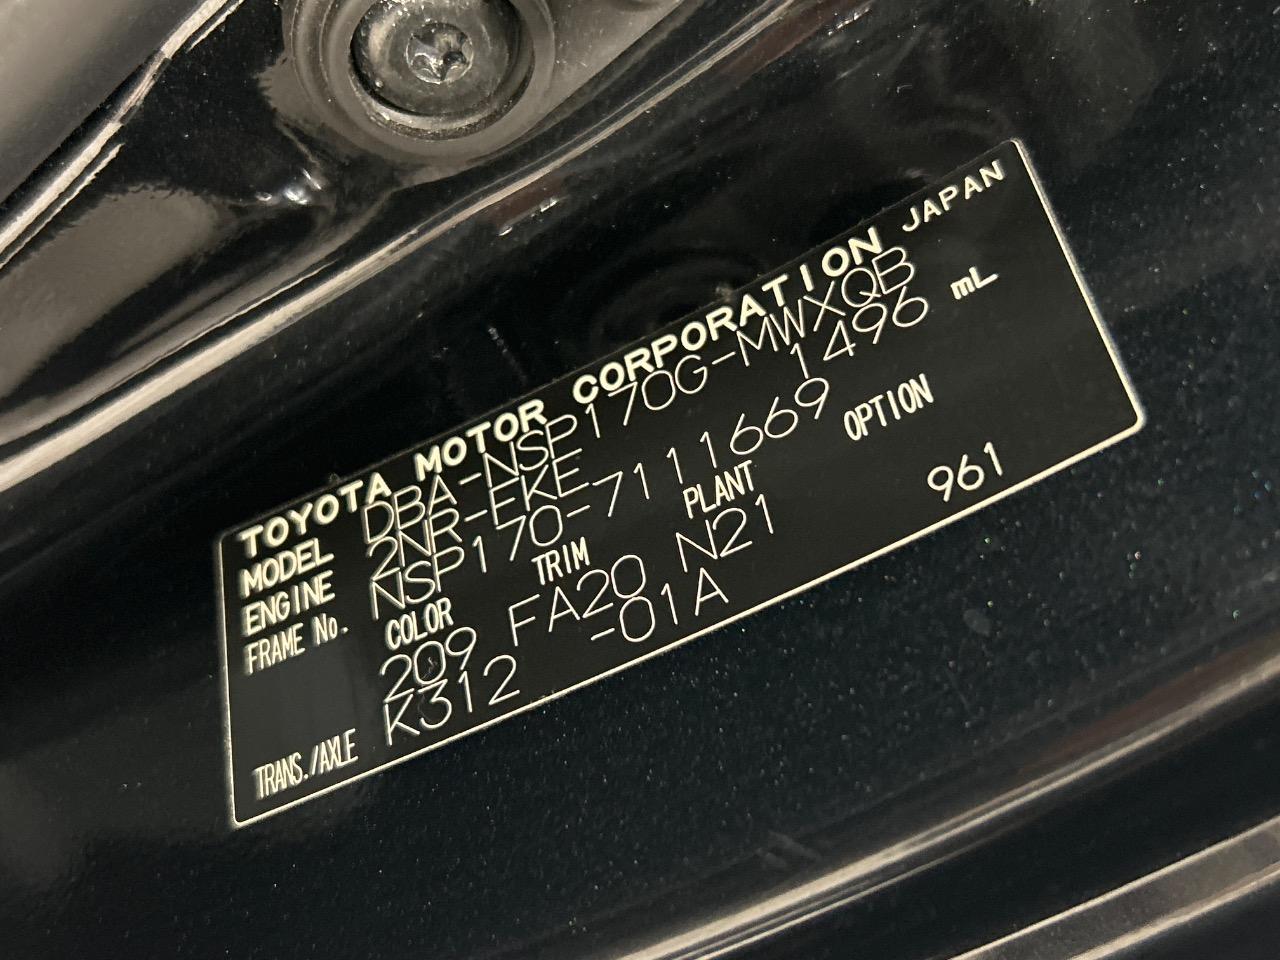 TOYOTA MOTOR CORPORATION JAPAN
MODEL DBA-NSP170G-MWXQB
ENGINE 2NR-FKE 1496 mL
FRAME No. NSP170-7111669
COLOR TRIM PLANT OPTION
209 FA20 N21 961
TRANS./AXLE K312 -01A